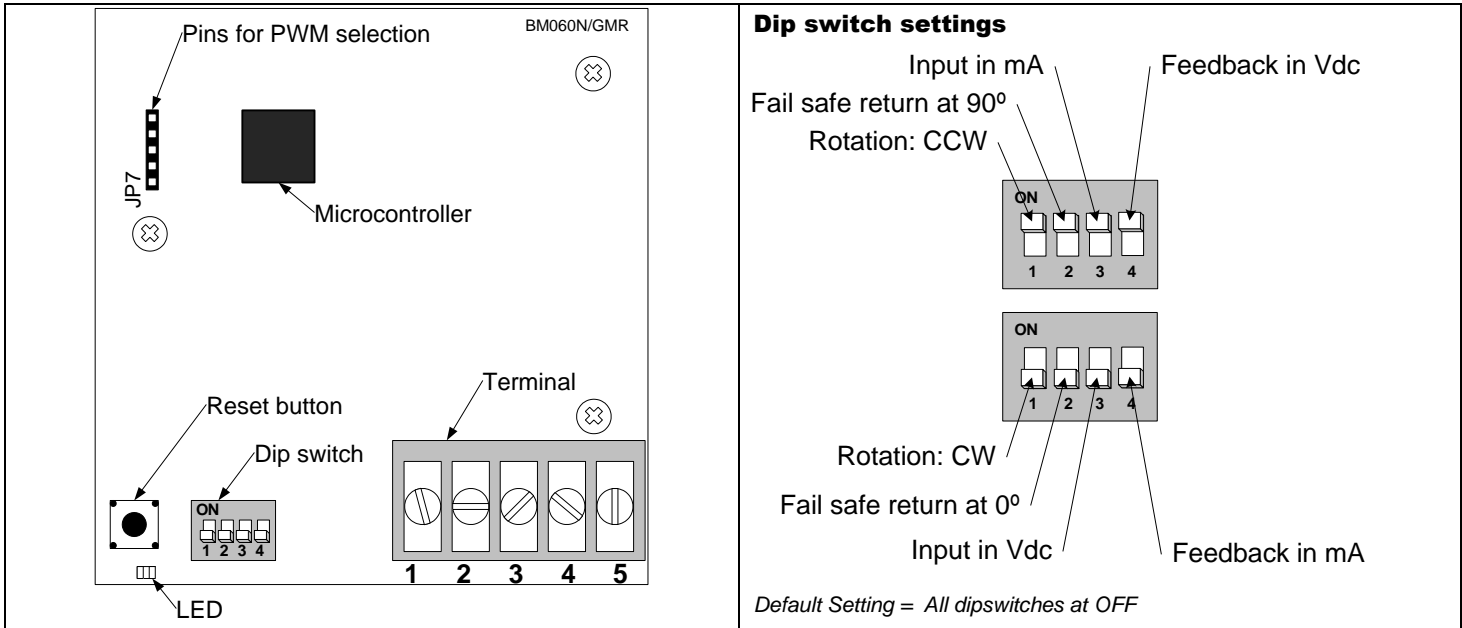 Pins for PWM selection
BM060N/GMR
JP7
Microcontroller
Terminal
Reset button
Dip switch
ON
1 2 3 4
1 2 3 4 5
LED
Dip switch settings
Input in mA
Feedback in Vdc
Fail safe return at 90º
Rotation: CCW
ON
1 2 3 4
ON
1 2 3 4
Rotation: CW
Fail safe return at 0º
Input in Vdc
Feedback in mA
Default Setting = All dipswitches at OFF